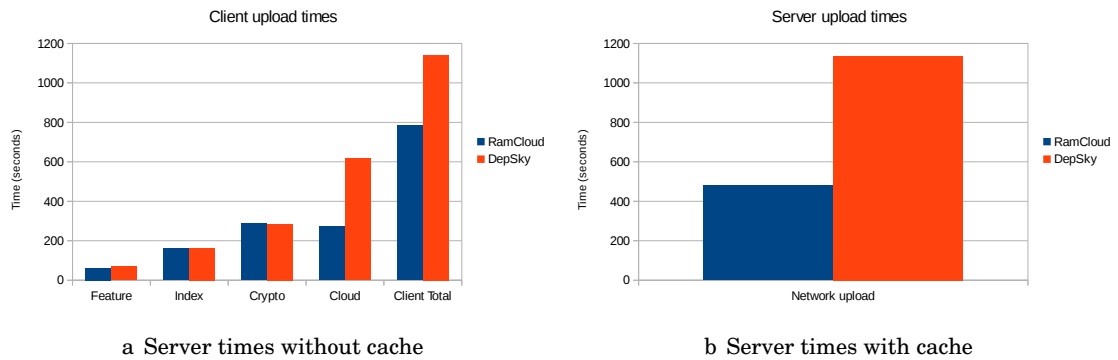 Client upload times
1200
1000
800
600
400
200
0
Time (seconds)
Feature Index Crypto Cloud Client Total
RamCloud
DepSky
a Server times without cache
Server upload times
1200
1000
800
600
400
200
0
Time (seconds)
Network upload
RamCloud
DepSky
b Server times with cache